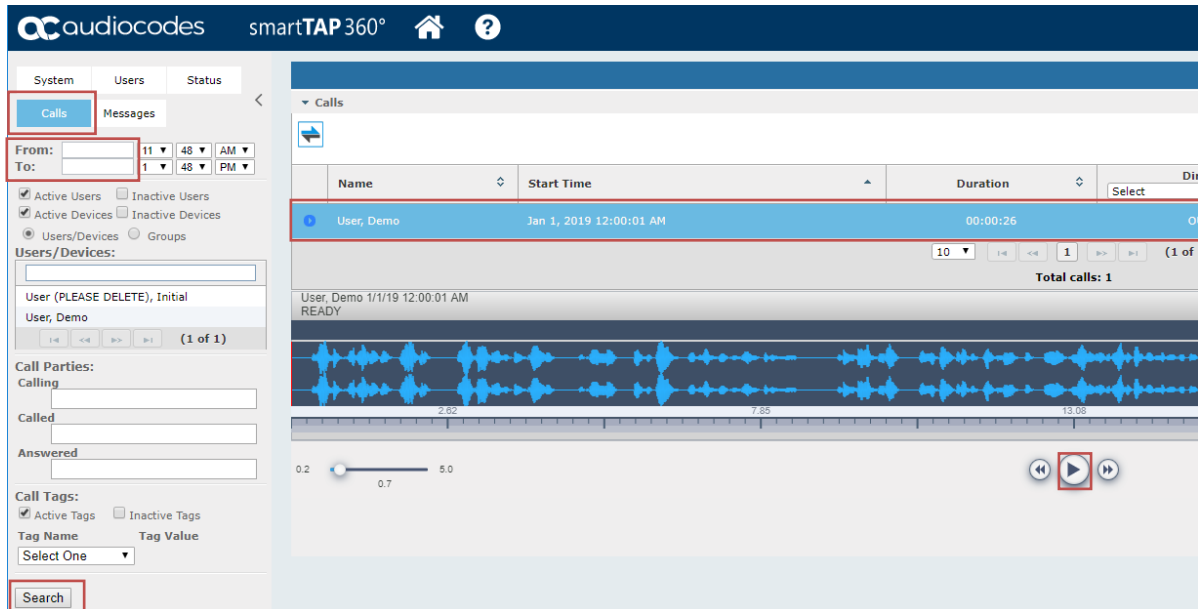 audiocodes smartTAP 360° ?
System Users Status
Calls Messages
From: 11 48 AM
To: 1 48 PM
Active Users Inactive Users
Active Devices Inactive Devices
Users/Devices Groups
Users/Devices:
User (PLEASE DELETE), Initial
User, Demo
(1 of 1)
Call Parties:
Calling
Called
Answered
Call Tags:
Active Tags Inactive Tags
Tag Name Tag Value
Select One
Search
Calls
Name Start Time Duration Dir
Select
User, Demo Jan 1, 2019 12:00:01 AM 00:00:26 OU
10 1 (1 of
Total calls: 1
User, Demo 1/1/19 12:00:01 AM
READY
2.62 7.85 13.08
0.2 5.0
0.7